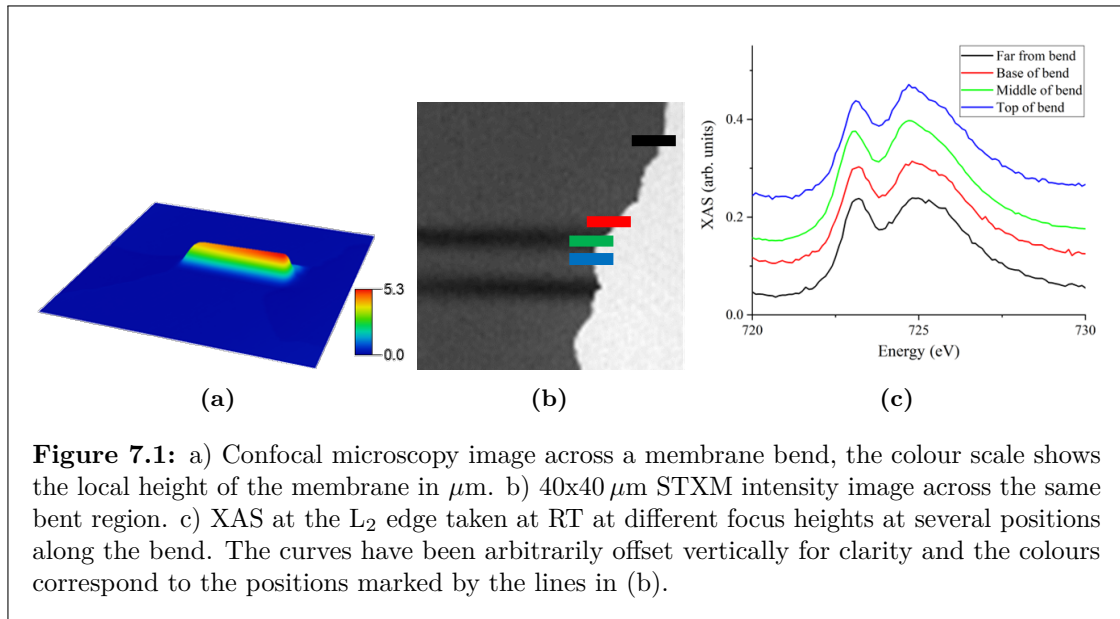 5.3
0.0
(a)
(b)
Far from bend
Base of bend
Middle of bend
Top of bend
0.4
0.2
0.0
XAS (arb. units)
720
725
730
Energy (eV)
(c)
Figure 7.1: a) Confocal microscopy image across a membrane bend, the colour scale shows
the local height of the membrane in μm. b) 40x40 μm STXM intensity image across the same
bent region. c) XAS at the L₂ edge taken at RT at different focus heights at several positions
along the bend. The curves have been arbitrarily offset vertically for clarity and the colours
correspond to the positions marked by the lines in (b).